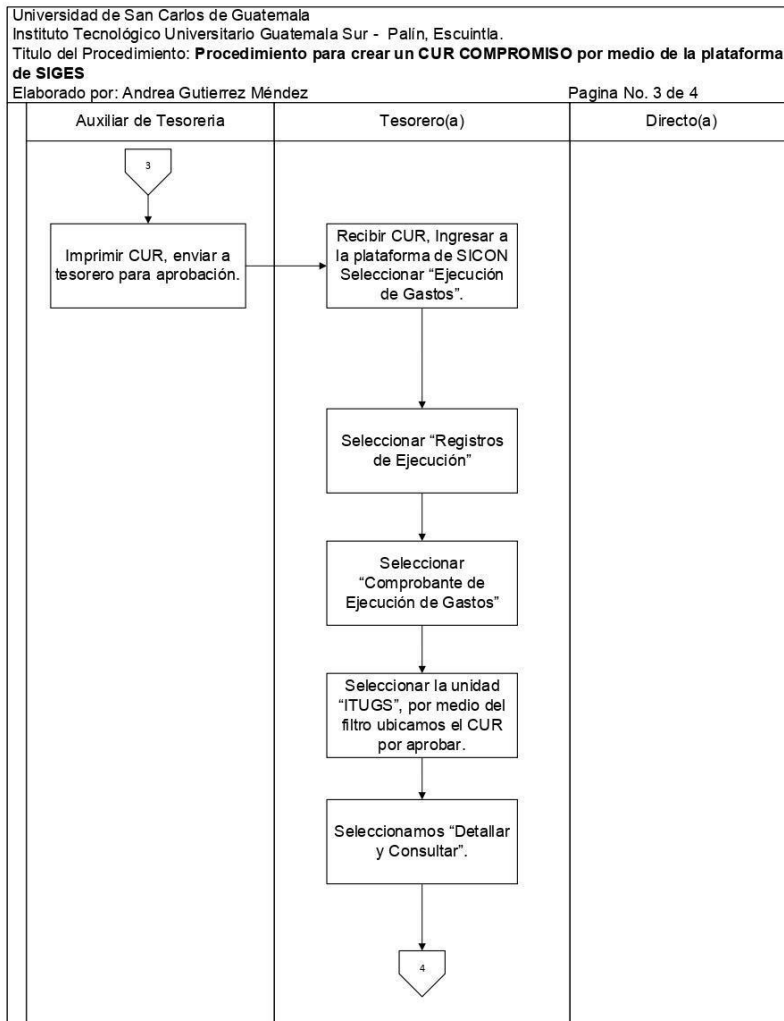 Universidad de San Carlos de Guatemala
Instituto Tecnológico Universitario Guatemala Sur - Palín, Escuintla.
Titulo del Procedimiento: Procedimiento para crear un CUR COMPROMISO por medio de la plataforma
de SIGES
Elaborado por: Andrea Gutierrez Méndez Pagina No. 3 de 4
Auxiliar de Tesoreria Tesorero(a) Directo(a)
3
Imprimir CUR, enviar a
tesorero para aprobación.
Recibir CUR, Ingresar a
la plataforma de SICON
Seleccionar “Ejecución
de Gastos”.
Seleccionar “Registros
de Ejecución”
Seleccionar
“Comprobante de
Ejecución de Gastos”
Seleccionar la unidad
“ITUGS”, por medio del
filtro ubicamos el CUR
por aprobar.
Seleccionamos “Detallar
y Consultar”.
4